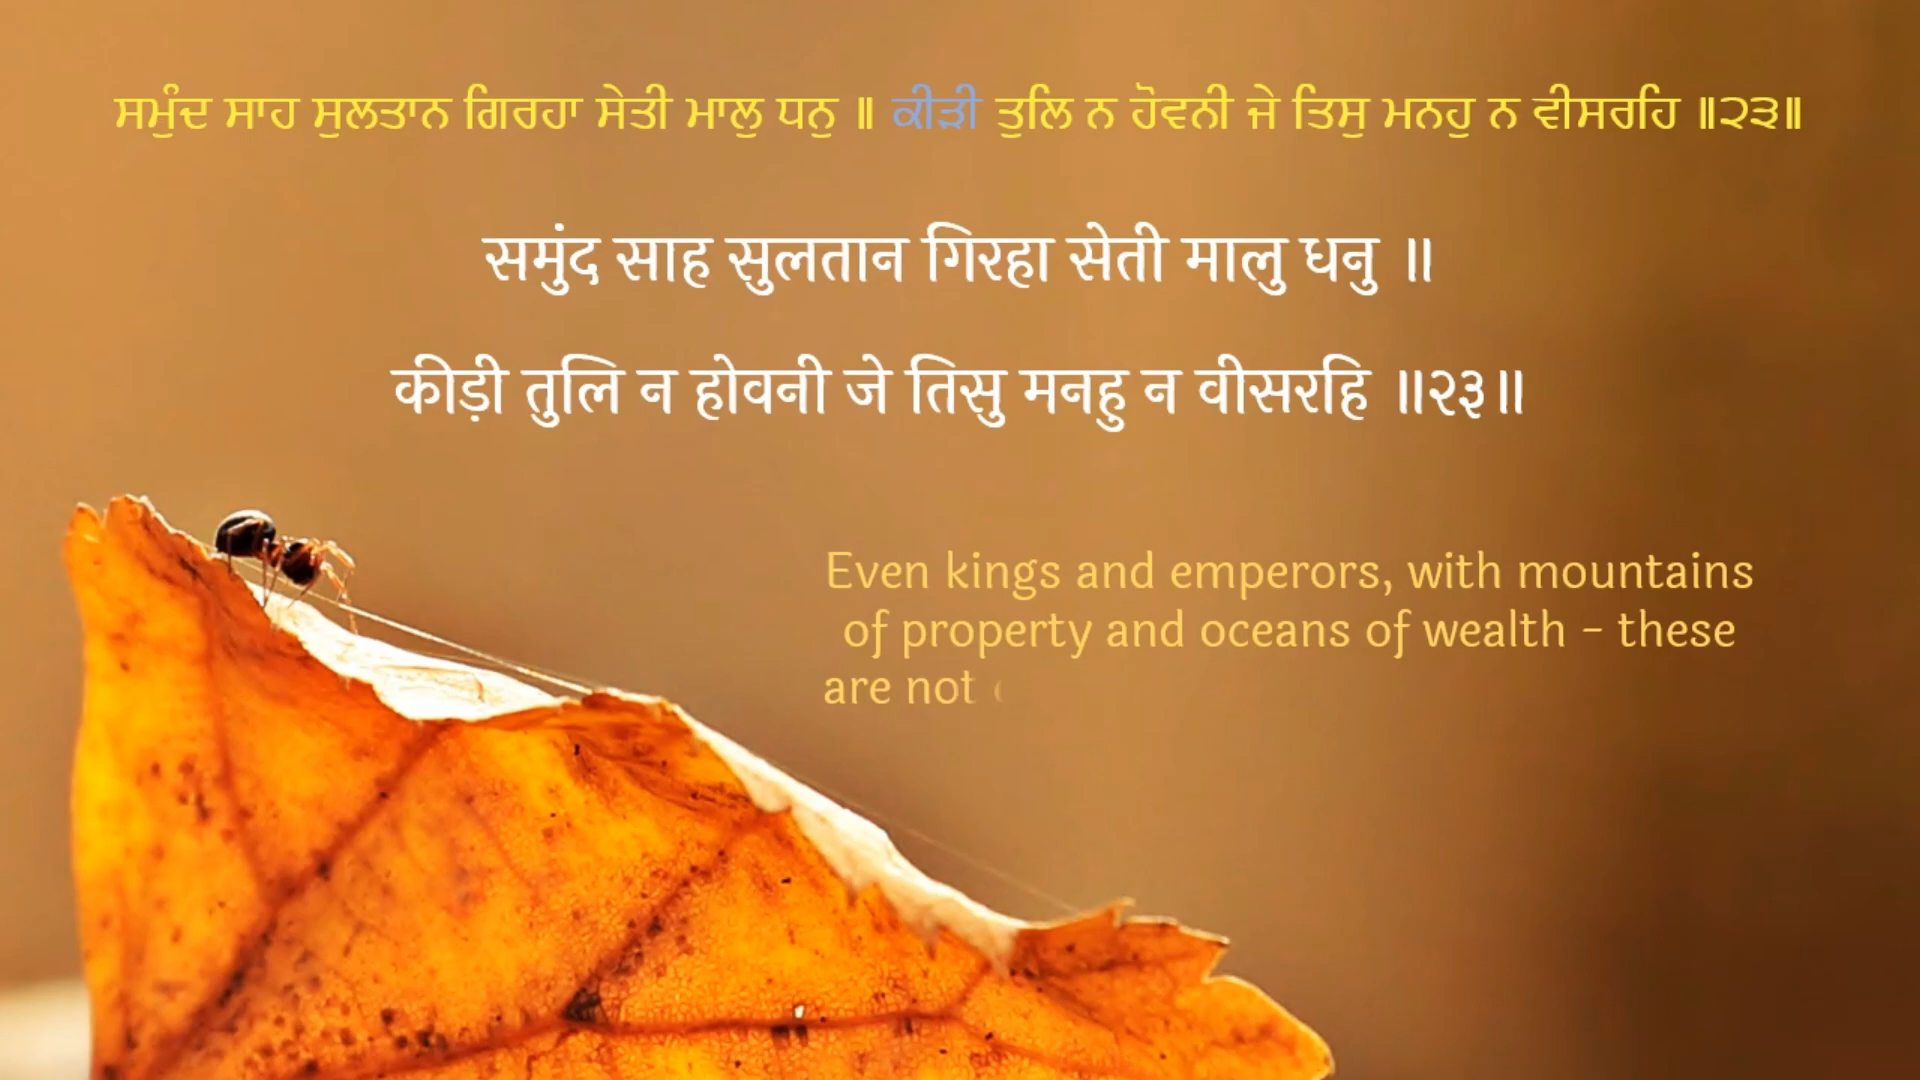 ਸਮੁੰਦ ਸਾਹ ਸੁਲਤਾਨ ਗਿਰਹਾ ਸੇਤੀ ਮਾਲੁ ਧਨੁ ॥ ਕੀੜੀ ਤੁਲਿ ਨ ਹੋਵਨੀ ਜੇ ਤਿਸੁ ਮਨਹੁ ਨ ਵੀਸਰਹਿ ॥੨੩॥
समुंद साह सुलतान गिरहा सेती मालु धनु ॥
कीड़ी तुलि न होवनी जे तिसु मनहु न वीसरहि ॥२३॥
Even kings and emperors, with mountains
of property and oceans of wealth - these
are not